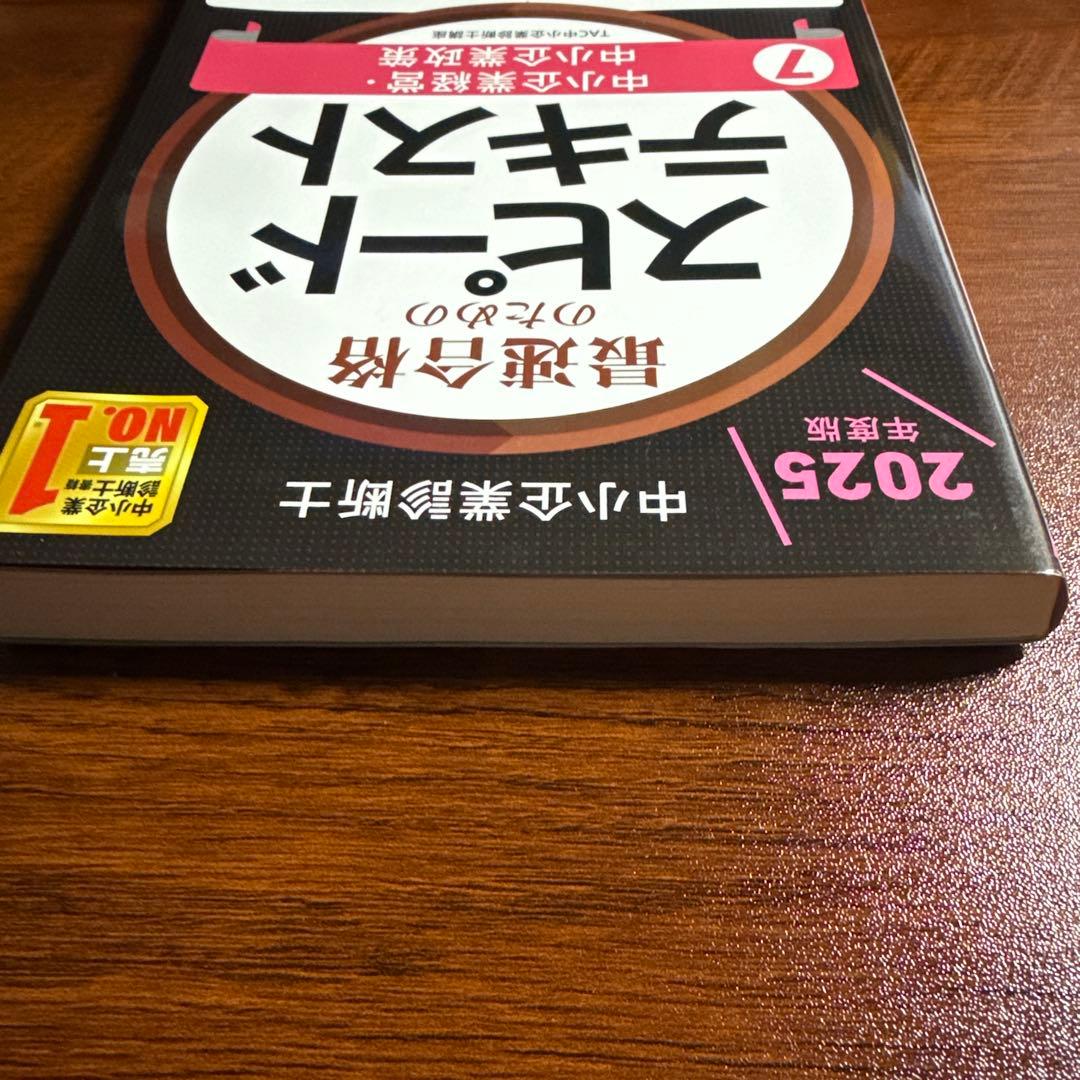 2025
年度版
中小企業診断士
中小企業
診断士書籍
売上
NO.1
最速合格
のための
スピード
テキスト
7
中小企業経営・
中小企業政策
TAC中小企業診断士講座